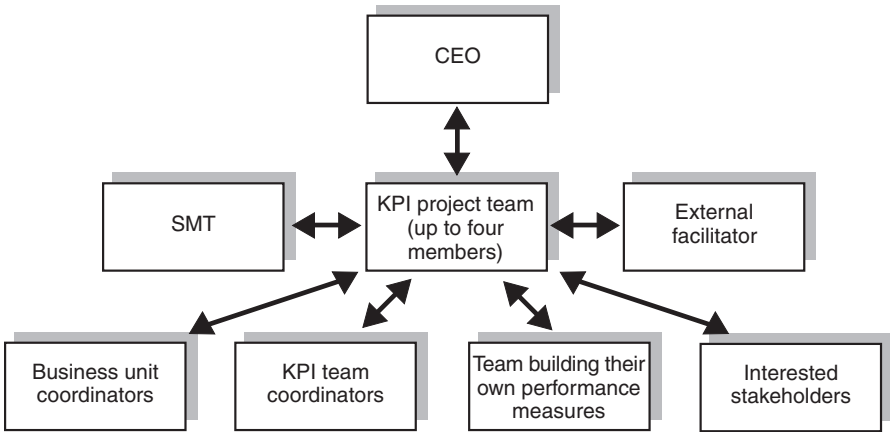 CEO
SMT
KPI project team
(up to four
members)
External
facilitator
Business unit
coordinators
KPI team
coordinators
Team building their
own performance
measures
Interested
stakeholders